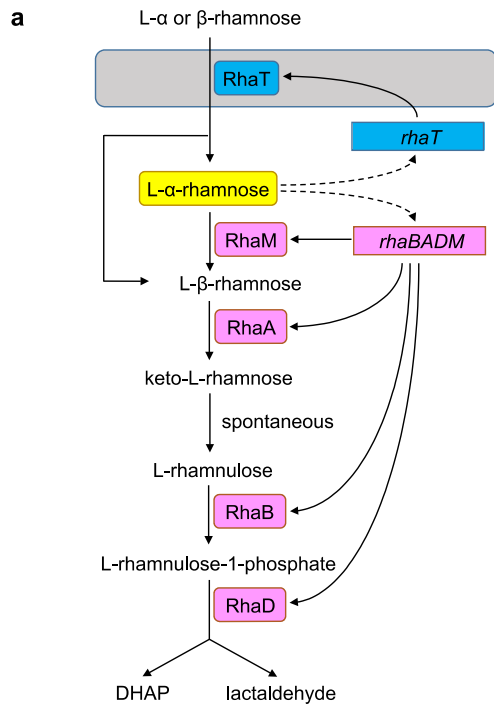 a
L-α or β-rhamnose
RhaT
rhaT
L-α-rhamnose
RhaM
rhaBADM
L-β-rhamnose
RhaA
keto-L-rhamnose
spontaneous
L-rhamnulose
RhaB
L-rhamnulose-1-phosphate
RhaD
DHAP
lactaldehyde